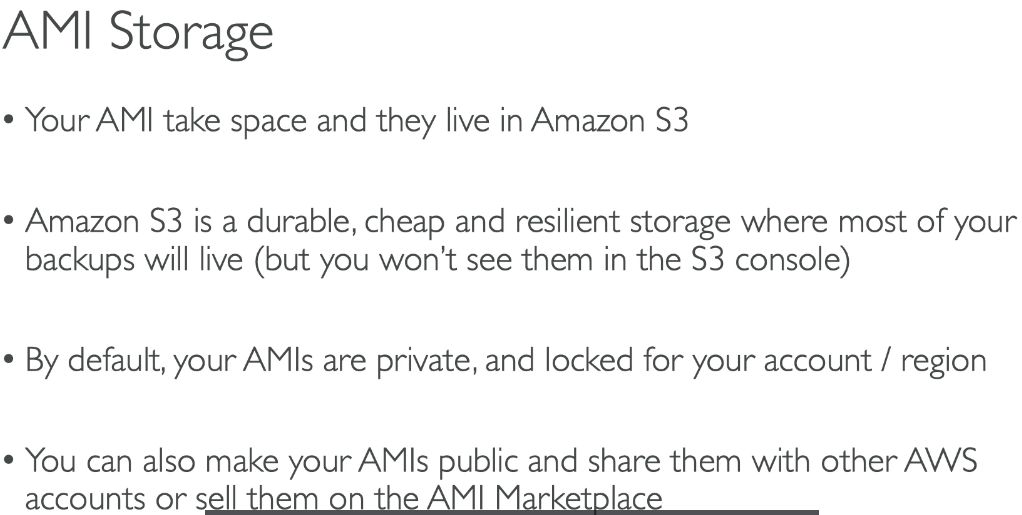 AMI Storage
• Your AMI take space and they live in Amazon S3
• Amazon S3 is a durable, cheap and resilient storage where most of your
backups will live (but you won't see them in the S3 console)
• By default, your AMIs are private, and locked for your account / region
• You can also make your AMIs public and share them with other AWS
accounts or sell them on the AMI Marketplace